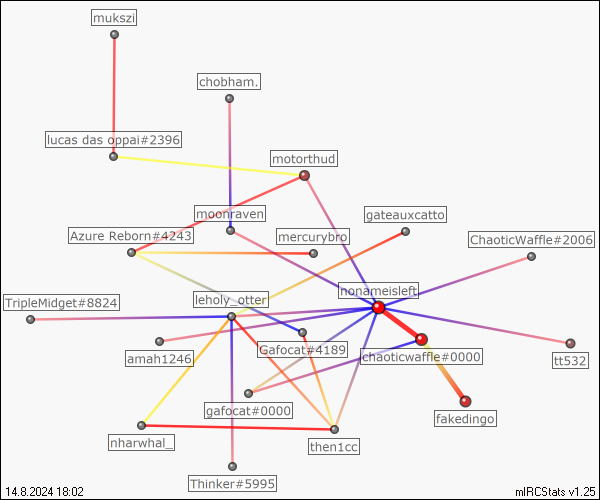 mukszi
chobham.
lucas das oppai#2396
motorthud
moonraven
gateauxcatto
Azure Reborn#4243
mercurybro
ChaoticWaffle#2006
nonameisleft
TripleMidget#8824
leholy_otter
Gafocat#4189
amah1246
chaoticwaffle#0000
tt532
gafocat#0000
fakedingo
nharwhal_
then1cc
Thinker#5995
14.8.2024 18:02
mIRCStats v1.25